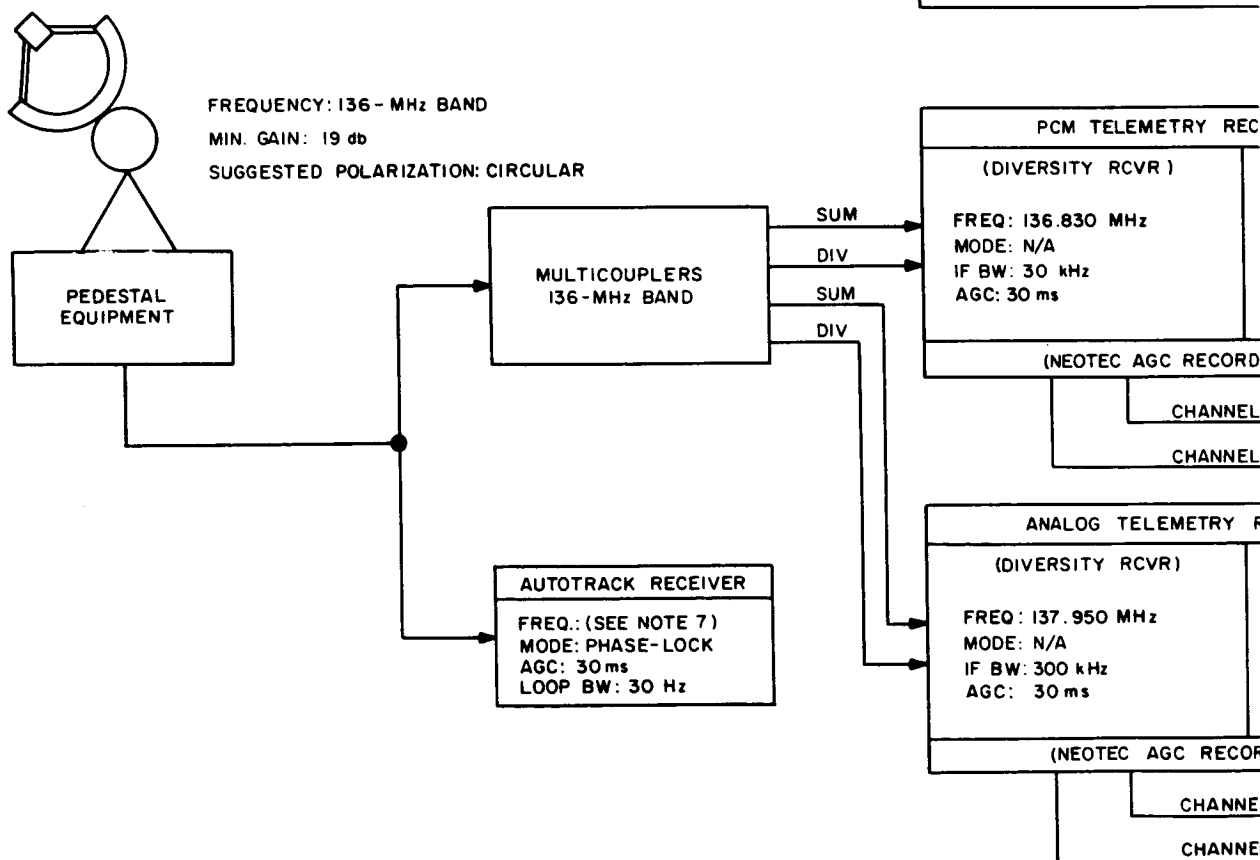 FREQUENCY: 136-MHz BAND
MIN. GAIN: 19 db
SUGGESTED POLARIZATION: CIRCULAR
PEDESTAL
EQUIPMENT
MULTICOUPLERS
136-MHz BAND
SUM
DIV
SUM
DIV
AUTOTRACK RECEIVER
FREQ.: (SEE NOTE 7)
MODE: PHASE-LOCK
AGC: 30 ms
LOOP BW: 30 Hz
PCM TELEMETRY REC
(DIVERSITY RCVR)
FREQ: 136.830 MHz
MODE: N/A
IF BW: 30 kHz
AGC: 30 ms
(NEOTEC AGC RECORD
CHANNEL
CHANNEL
ANALOG TELEMETRY R
(DIVERSITY RCVR)
FREQ: 137.950 MHz
MODE: N/A
IF BW: 300 kHz
AGC: 30 ms
(NEOTEC AGC RECOR
CHANNE
CHANNE